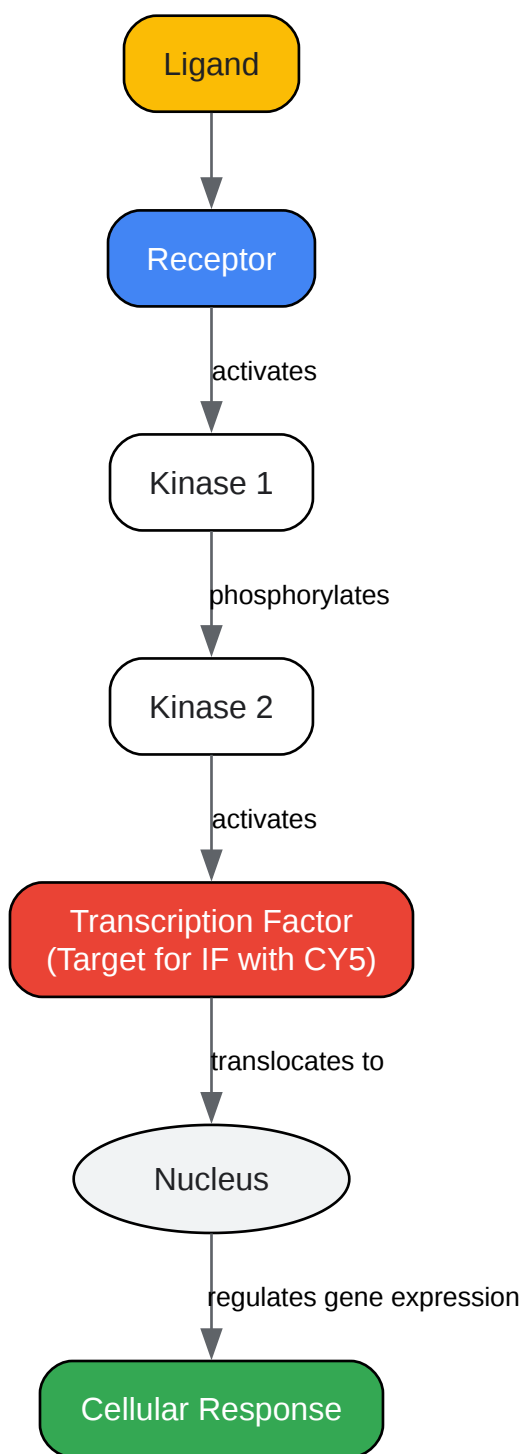 Ligand
Receptor
activates
Kinase 1
phosphorylates
Kinase 2
activates
Transcription Factor
(Target for IF with CY5)
translocates to
Nucleus
regulates gene expression
Cellular Response